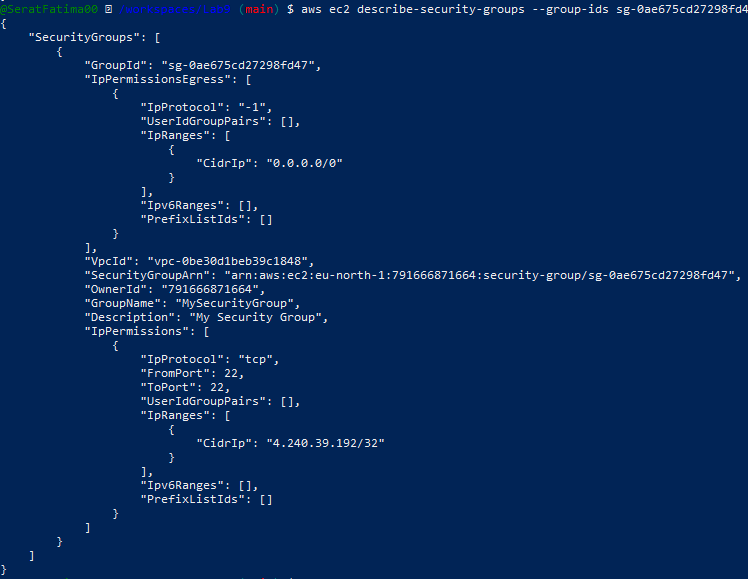 @SeratFatima00 /workspaces/Lab9 (main) $ aws ec2 describe-security-groups --group-ids sg-0ae675cd27298fd4
{
    "SecurityGroups": [
        {
            "GroupId": "sg-0ae675cd27298fd47",
            "IpPermissionsEgress": [
                {
                    "IpProtocol": "-1",
                    "UserIdGroupPairs": [],
                    "IpRanges": [
                        {
                            "CidrIp": "0.0.0.0/0"
                        }
                    ],
                    "Ipv6Ranges": [],
                    "PrefixListIds": []
                }
            ],
            "VpcId": "vpc-0be30d1beb39c1848",
            "SecurityGroupArn": "arn:aws:ec2:eu-north-1:791666871664:security-group/sg-0ae675cd27298fd47",
            "OwnerId": "791666871664",
            "GroupName": "MySecurityGroup",
            "Description": "My Security Group",
            "IpPermissions": [
                {
                    "IpProtocol": "tcp",
                    "FromPort": 22,
                    "ToPort": 22,
                    "UserIdGroupPairs": [],
                    "IpRanges": [
                        {
                            "CidrIp": "4.240.39.192/32"
                        }
                    ],
                    "Ipv6Ranges": [],
                    "PrefixListIds": []
                }
            ]
        }
    ]
}